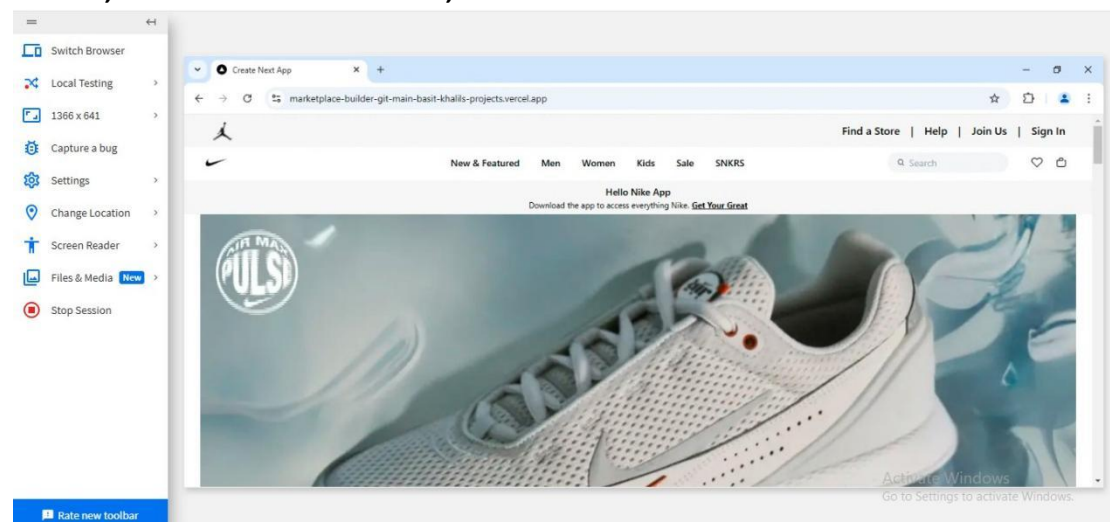 Switch Browser
Local Testing
1366 x 641
Capture a bug
Settings
Change Location
Screen Reader
Files & Media New
Stop Session
Rate new toolbar
Create Next App
marketplace-builder-git-main-basit-khalils-projects.vercel.app
Find a Store | Help | Join Us | Sign In
New & Featured Men Women Kids Sale SNKRS
Search
Hello Nike App
Download the app to access everything Nike. Get Your Great
AIR MAX
PULSE
Activate Windows
Go to Settings to activate Windows.